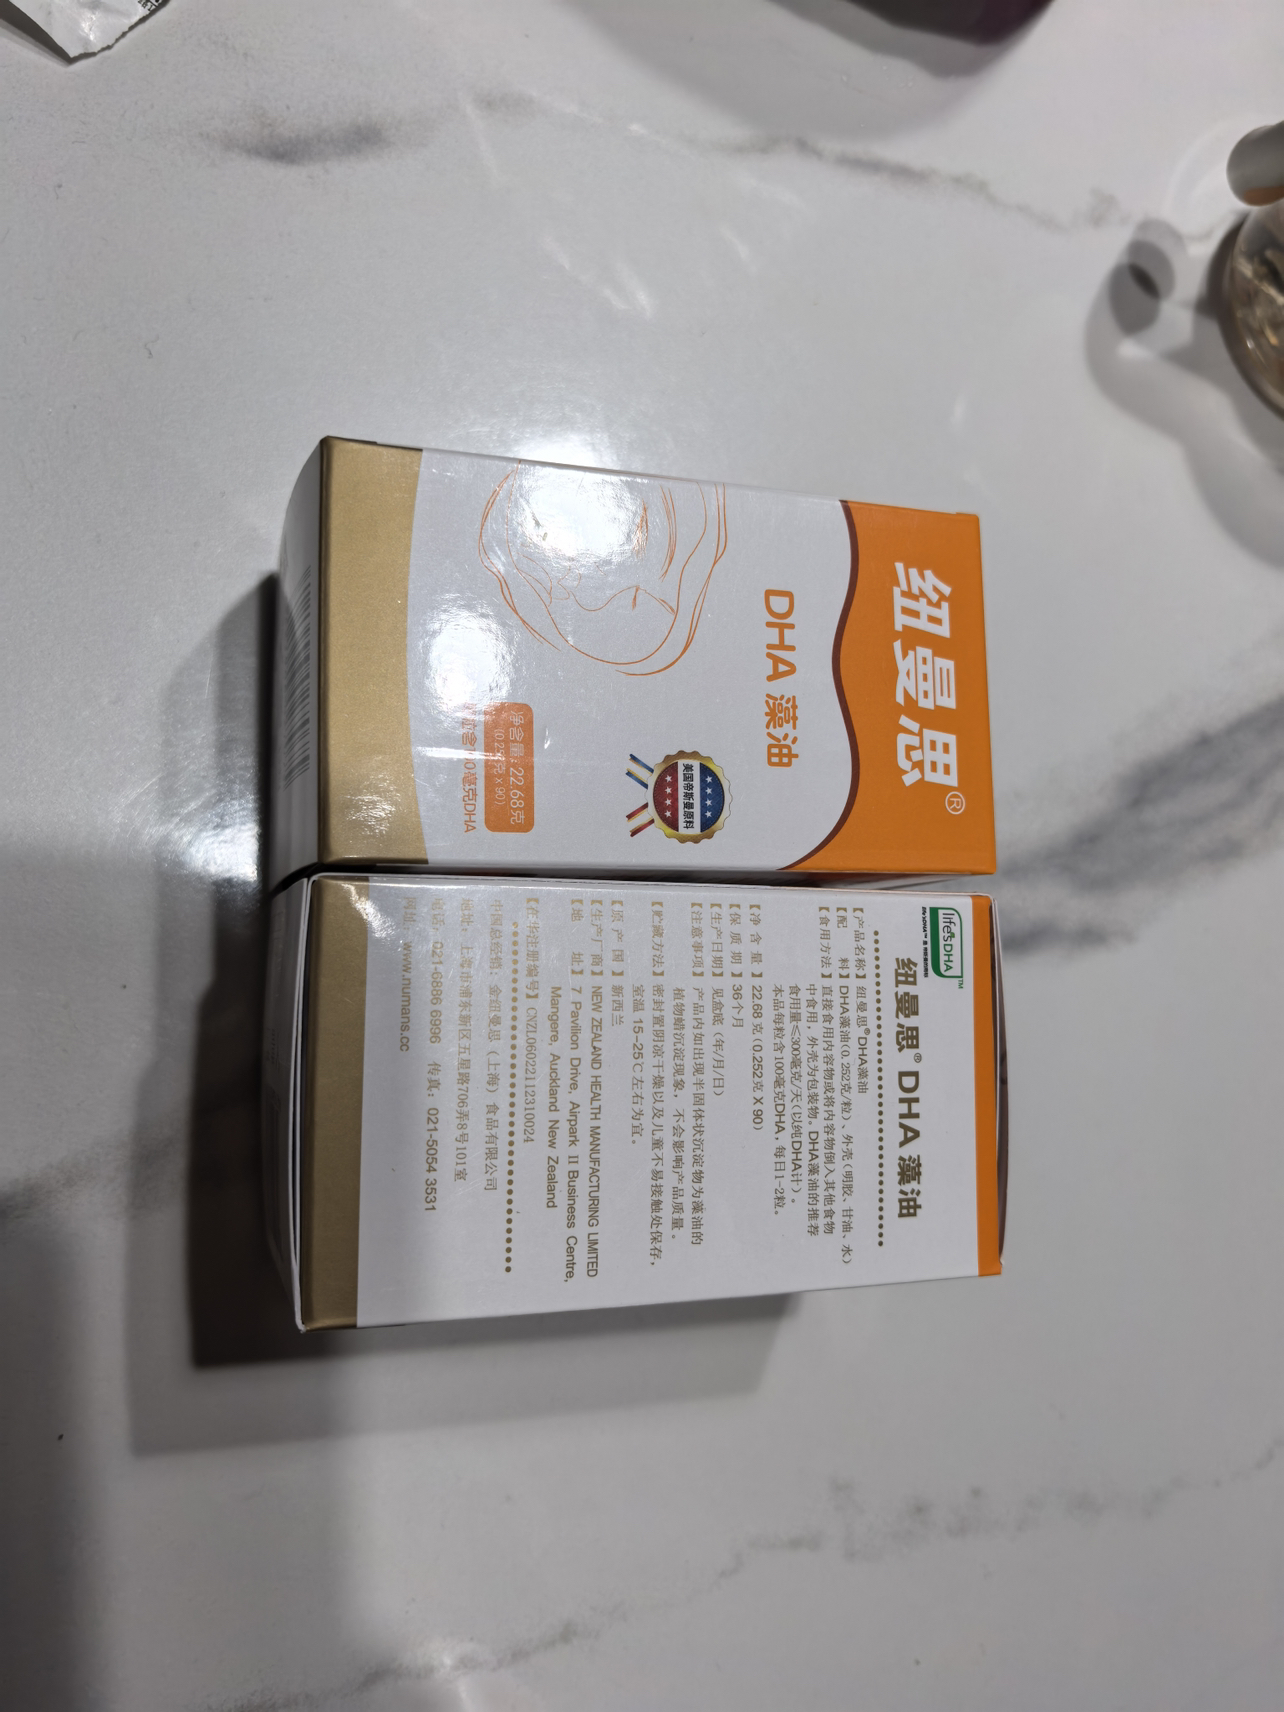 纽曼思®
DHA 藻油
美国帝斯曼原料
净含量：22.68克
(0.252克 x 90)
毫克DHA
life'sDHA™
纽曼思®DHA 藻油
【产品名称】纽曼思®DHA藻油
【配 料】DHA藻油(0.252克/粒)、外壳(明胶、甘油、水)
【食用方法】直接食用内容物或将内容物倒入其他食物
中食用，外壳为包装物。DHA藻油的推荐
食用量≤300毫克/天(以纯DHA计)。
本品每粒含100毫克DHA，每日1-2粒。
【净 含 量】22.68 克 (0.252克 X 90)
【保 质 期】36个月
【生产日期】见盒底 (年/月/日)
【注意事项】产品内如出现半固体状沉淀物为藻油的
植物蜡沉淀现象，不会影响产品质量。
【贮藏方法】密封置阴凉干燥以及儿童不易接触处保存，
室温 15-25℃左右为宜。
【原 产 国】新西兰
【生产厂商】NEW ZEALAND HEALTH MANUFACTURING LIMITED
【地 址】7 Pavilion Drive, Airpark II Business Centre,
Mangere, Auckland New Zealand
【在华注册编号】CNZL06022112310024
中国总经销：金纽曼思（上海）食品有限公司
地址：上海市浦东新区五星路706弄8号101室
电话：021-6886 6996 传真：021-5054 3531
网址：www.numans.cc